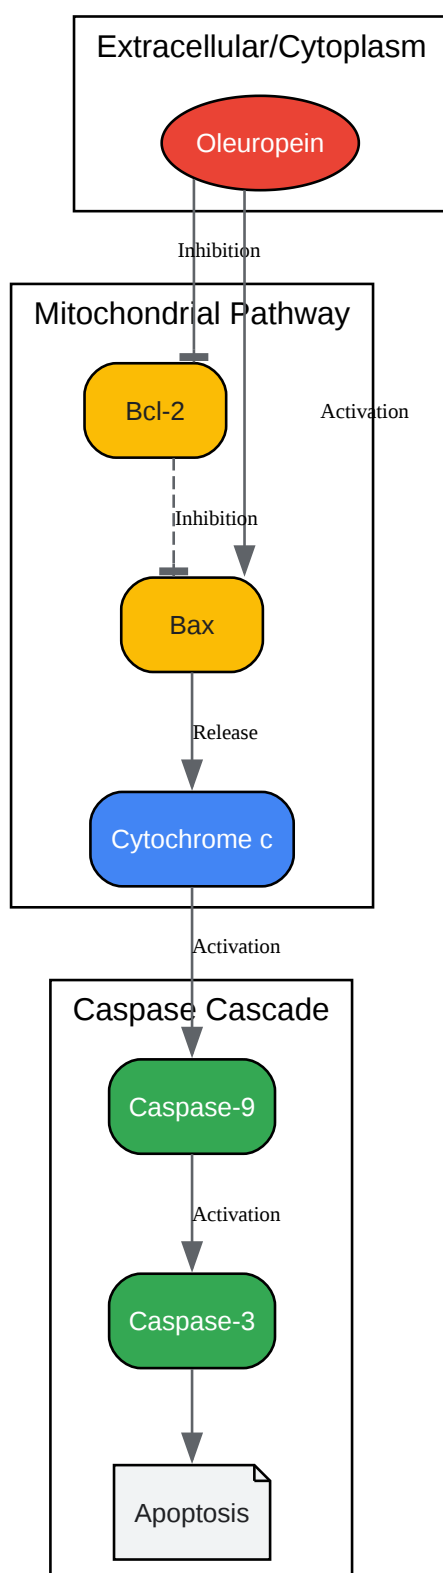 Extracellular/Cytoplasm
Oleuropein
Inhibition
Mitochondrial Pathway
Bcl-2
Activation
Inhibition
Bax
Release
Cytochrome c
Activation
Caspase Cascade
Caspase-9
Activation
Caspase-3
Apoptosis